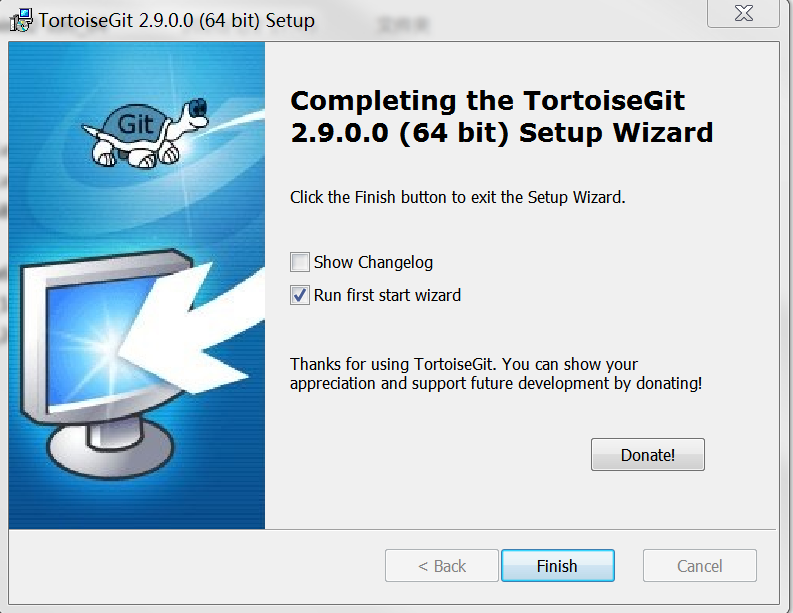 TortoiseGit 2.9.0.0 (64 bit) Setup
Git
Completing the TortoiseGit
2.9.0.0 (64 bit) Setup Wizard
Click the Finish button to exit the Setup Wizard.
Show Changelog
Run first start wizard
Thanks for using TortoiseGit. You can show your
appreciation and support future development by donating!
Donate!
< Back
Finish
Cancel